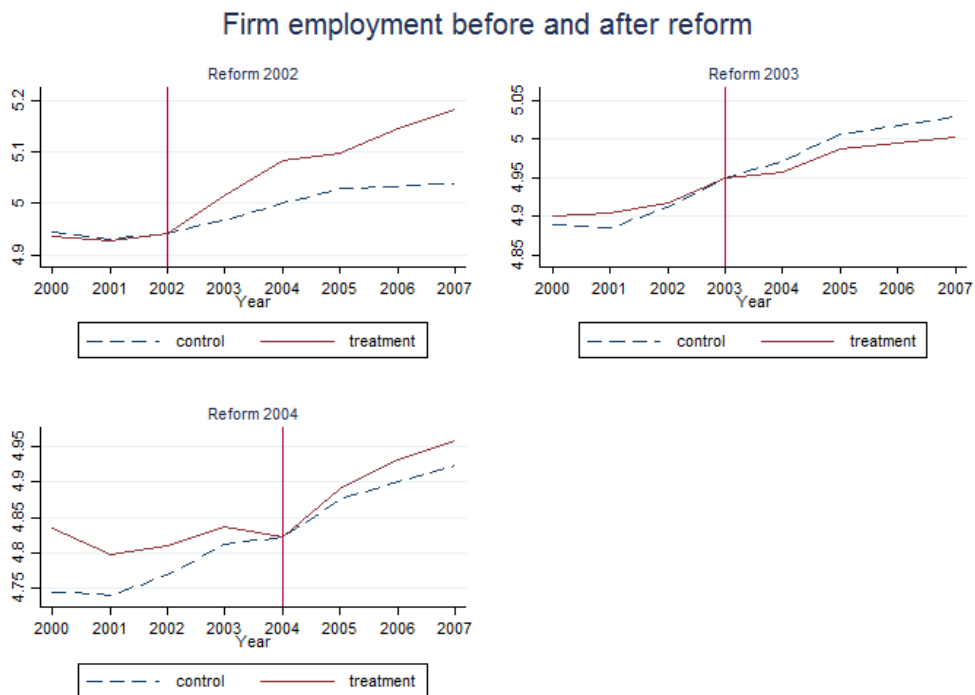 Firm employment before and after reform
Reform 2002
5.2
5.1
5
4.9
2000 2001 2002 2003 2004 2005 2006 2007
Year
control treatment
Reform 2003
5.05
5
4.95
4.9
4.85
2000 2001 2002 2003 2004 2005 2006 2007
Year
control treatment
Reform 2004
4.95
4.9
4.85
4.8
4.75
2000 2001 2002 2003 2004 2005 2006 2007
Year
control treatment